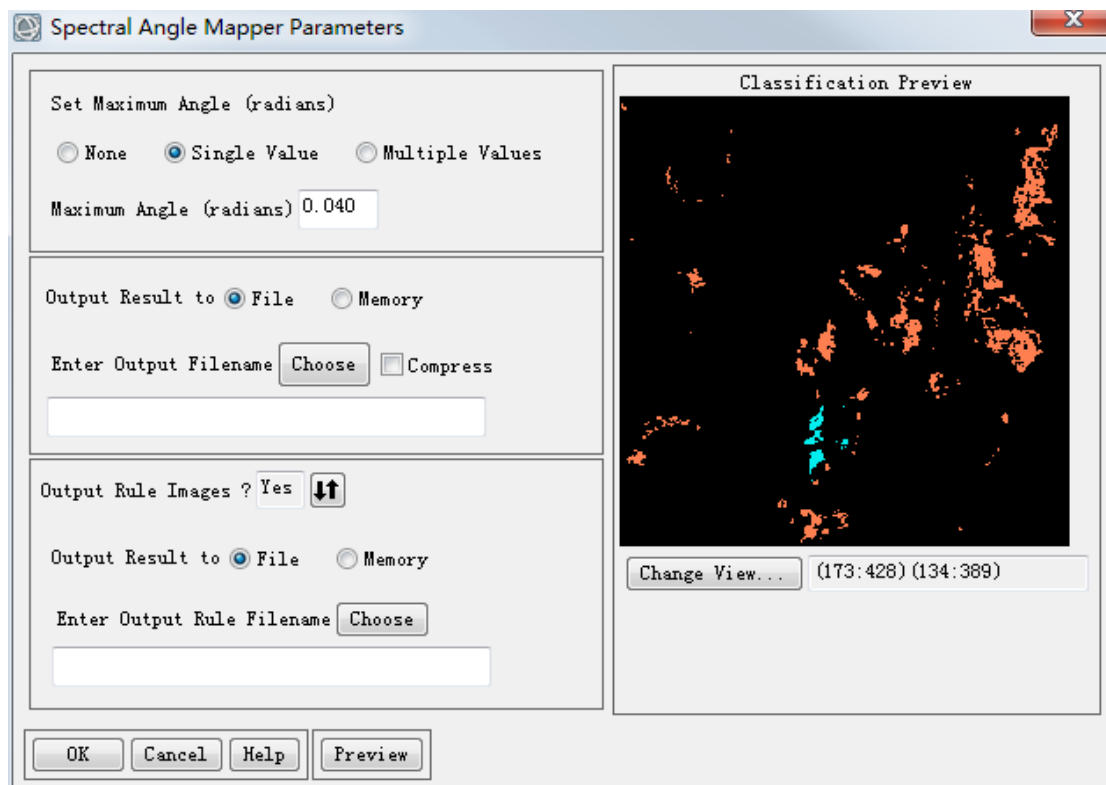 Spectral Angle Mapper Parameters
Set Maximum Angle (radians)
None Single Value Multiple Values
Maximum Angle (radians) 0.040
Output Result to File Memory
Enter Output Filename Choose Compress
Output Rule Images ? Yes
Output Result to File Memory
Enter Output Rule Filename Choose
OK Cancel Help Preview
Classification Preview
Change View... (173:428)(134:389)